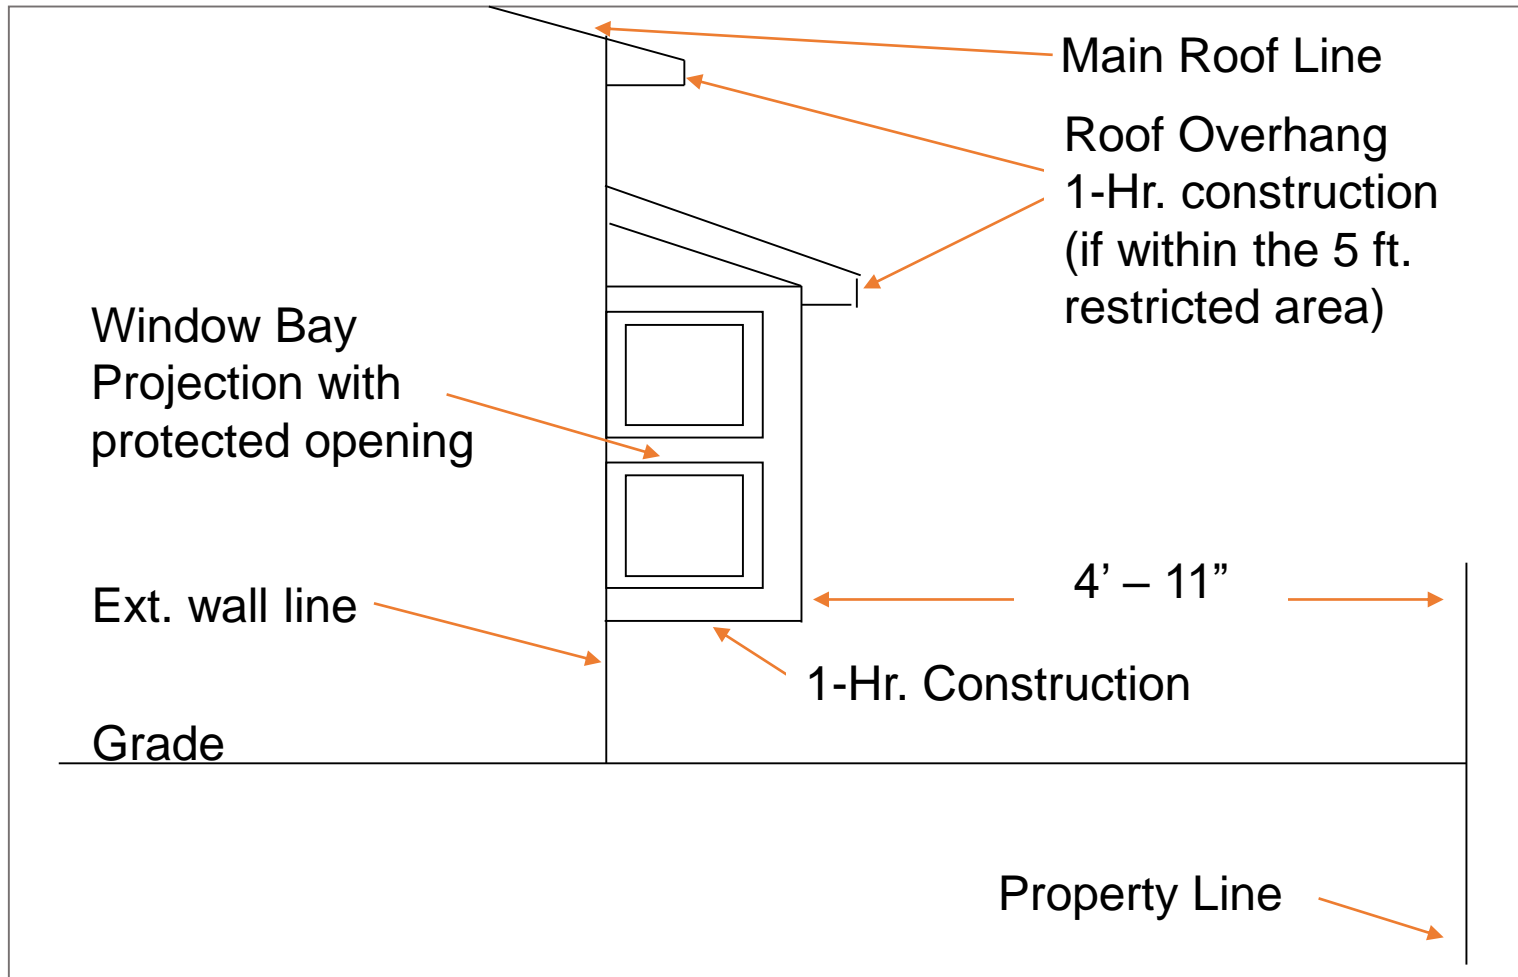 Main Roof Line
Roof Overhang
1-Hr. construction
(if within the 5 ft.
restricted area)
Window Bay
Projection with
protected opening
4’ – 11”
Ext. wall line
1-Hr. Construction
Grade
Property Line